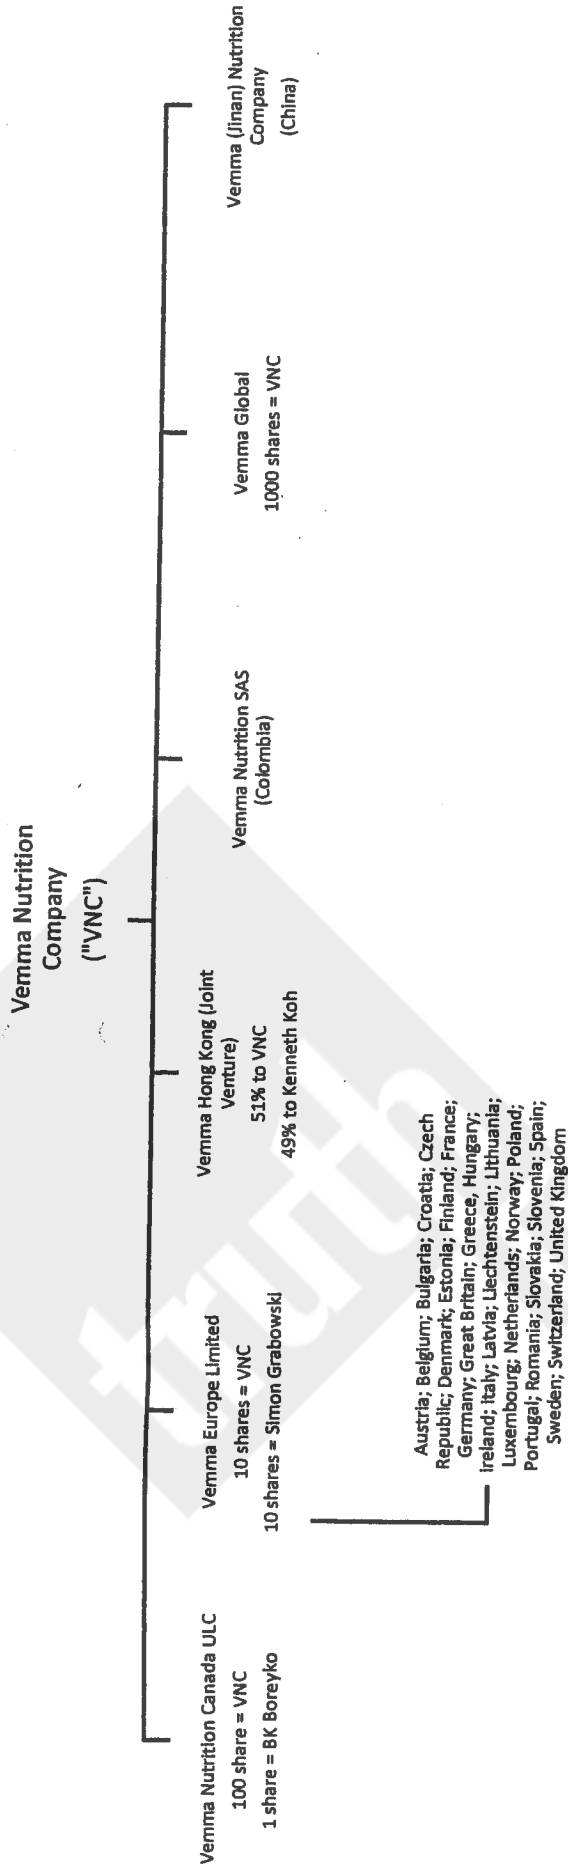 Vemma Nutrition
Company
("VNC")
Vemma Nutrition Canada ULC
100 share = VNC
1 share = BK Boreyko
Vemma Europe Limited
10 shares = VNC
10 shares = Simon Grabowski
Austria; Belgium; Bulgaria; Croatia; Czech
Republic; Denmark; Estonia; Finland; France;
Germany; Great Britain; Greece, Hungary;
Ireland; Italy; Latvia; Liechtenstein; Lithuania;
Luxembourg; Netherlands; Norway; Poland;
Portugal; Romania; Slovakia; Slovenia; Spain;
Sweden; Switzerland; United Kingdom
Vemma Hong Kong (Joint
Venture)
51% to VNC
49% to Kenneth Koh
Vemma Nutrition SAS
(Colombia)
Vemma Global
1000 shares = VNC
Vemma (Jinan) Nutrition
Company
(China)
truth